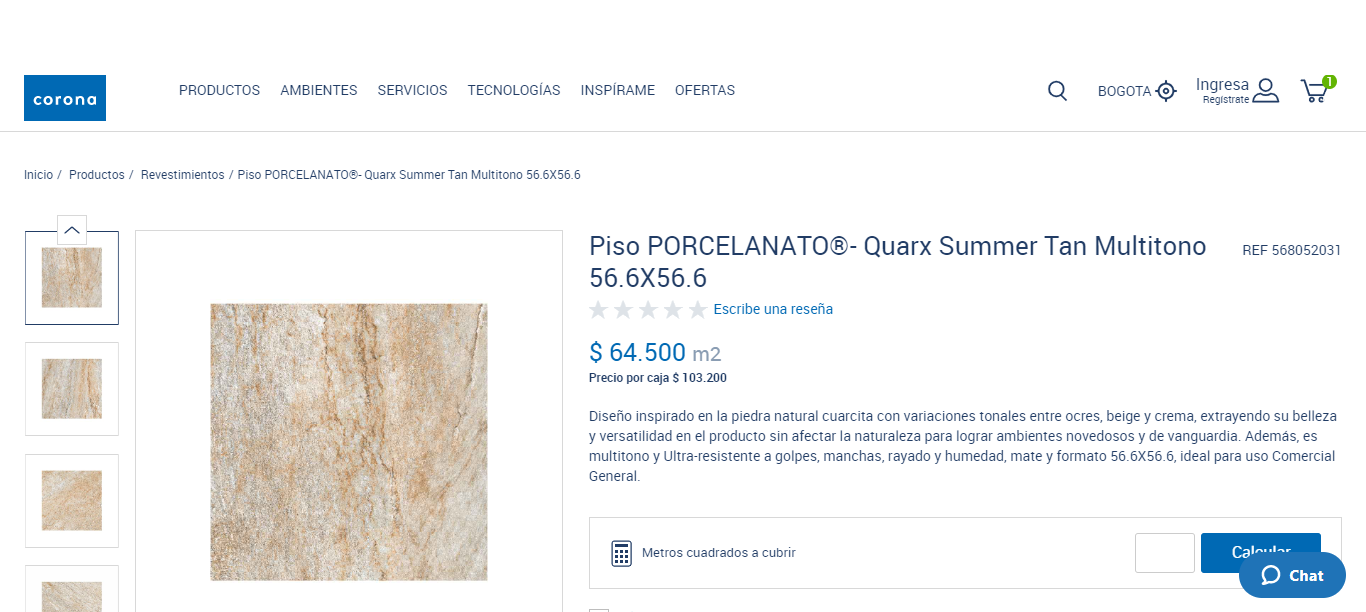 corona
PRODUCTOS AMBIENTES SERVICIOS TECNOLOGÍAS INSPÍRAME OFERTAS
BOGOTA
Ingresa
Regístrate
1
Inicio / Productos / Revestimientos / Piso PORCELANATO®- Quarx Summer Tan Multitono 56.6X56.6
Piso PORCELANATO®- Quarx Summer Tan Multitono
56.6X56.6
REF 568052031
Escribe una reseña
$ 64.500 m2
Precio por caja $ 103.200
Diseño inspirado en la piedra natural cuarcita con variaciones tonales entre ocres, beige y crema, extrayendo su belleza
y versatilidad en el producto sin afectar la naturaleza para lograr ambientes novedosos y de vanguardia. Además, es
multitono y Ultra-resistente a golpes, manchas, rayado y humedad, mate y formato 56.6X56.6, ideal para uso Comercial
General.
Metros cuadrados a cubrir
Calcular
Chat